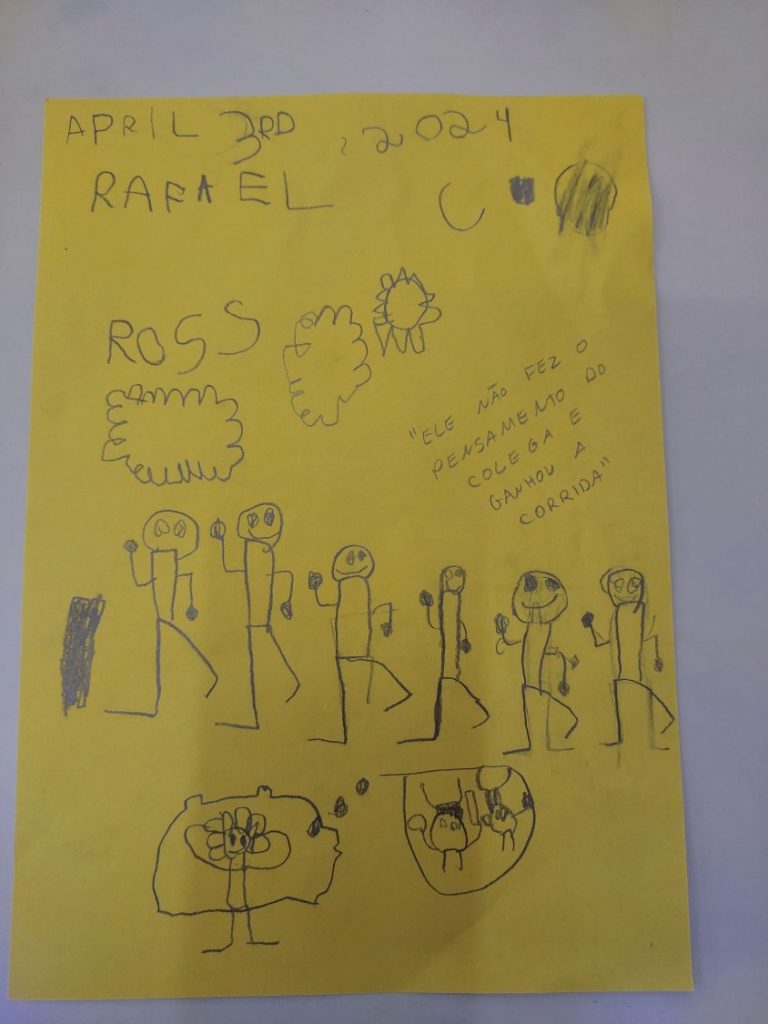 APRIL 3RD, 2024
RAFAEL
ROSS
"ELE NÃO FEZ O
PENSAMENTO DO
COLEGA E
GANHOU A
CORRIDA"